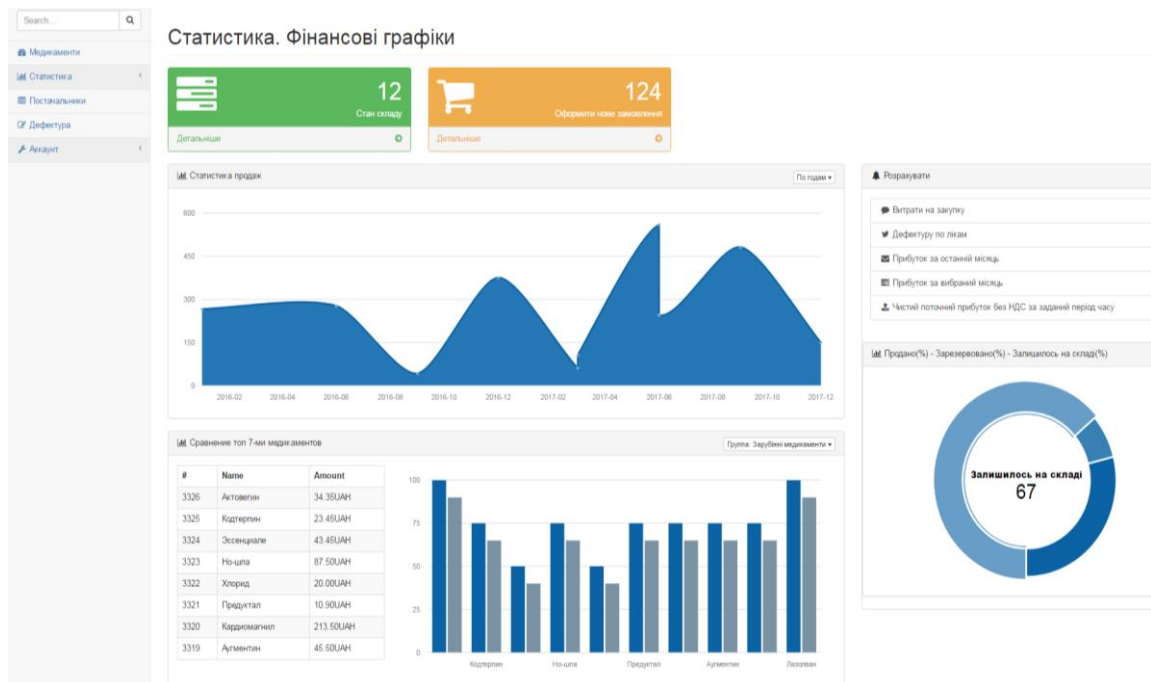 Search...
Медикаменти
Статистика
Постачальники
Дефектура
Аккаунт
Статистика. Фінансові графіки
12
Стан складу
Детальніше
124
Оформити нове замовлення
Детальніше
Статистика продаж
По годам
600
450
300
150
0
2016-02 2016-04 2016-06 2016-08 2016-10 2016-12 2017-02 2017-04 2017-06 2017-08 2017-10 2017-12
Розрахувати
Витрати на закупку
Дефектуру по лікам
Прибуток за останній місяць
Прибуток за вибраний місяць
Чистий поточний прибуток без НДС за заданий період часу
Продано(%) - Зарезервовано(%) - Залишилось на складі(%)
Залишилось на складі
67
Сравнение топ 7-ми медикаментов
Группа: Зарубіжні медикаменти
# Name Amount
3326 Актовегин 34.35UAH
3325 Кодтерпин 23.45UAH
3324 Эссенциале 43.45UAH
3323 Но-шпа 87.50UAH
3322 Хлорид 20.00UAH
3321 Предуктал 10.90UAH
3320 Кардиомагнил 213.50UAH
3319 Аугментин 45.50UAH
100
75
50
25
0
Кодтерпин Но-шпа Предуктал Аугментин Лазолван